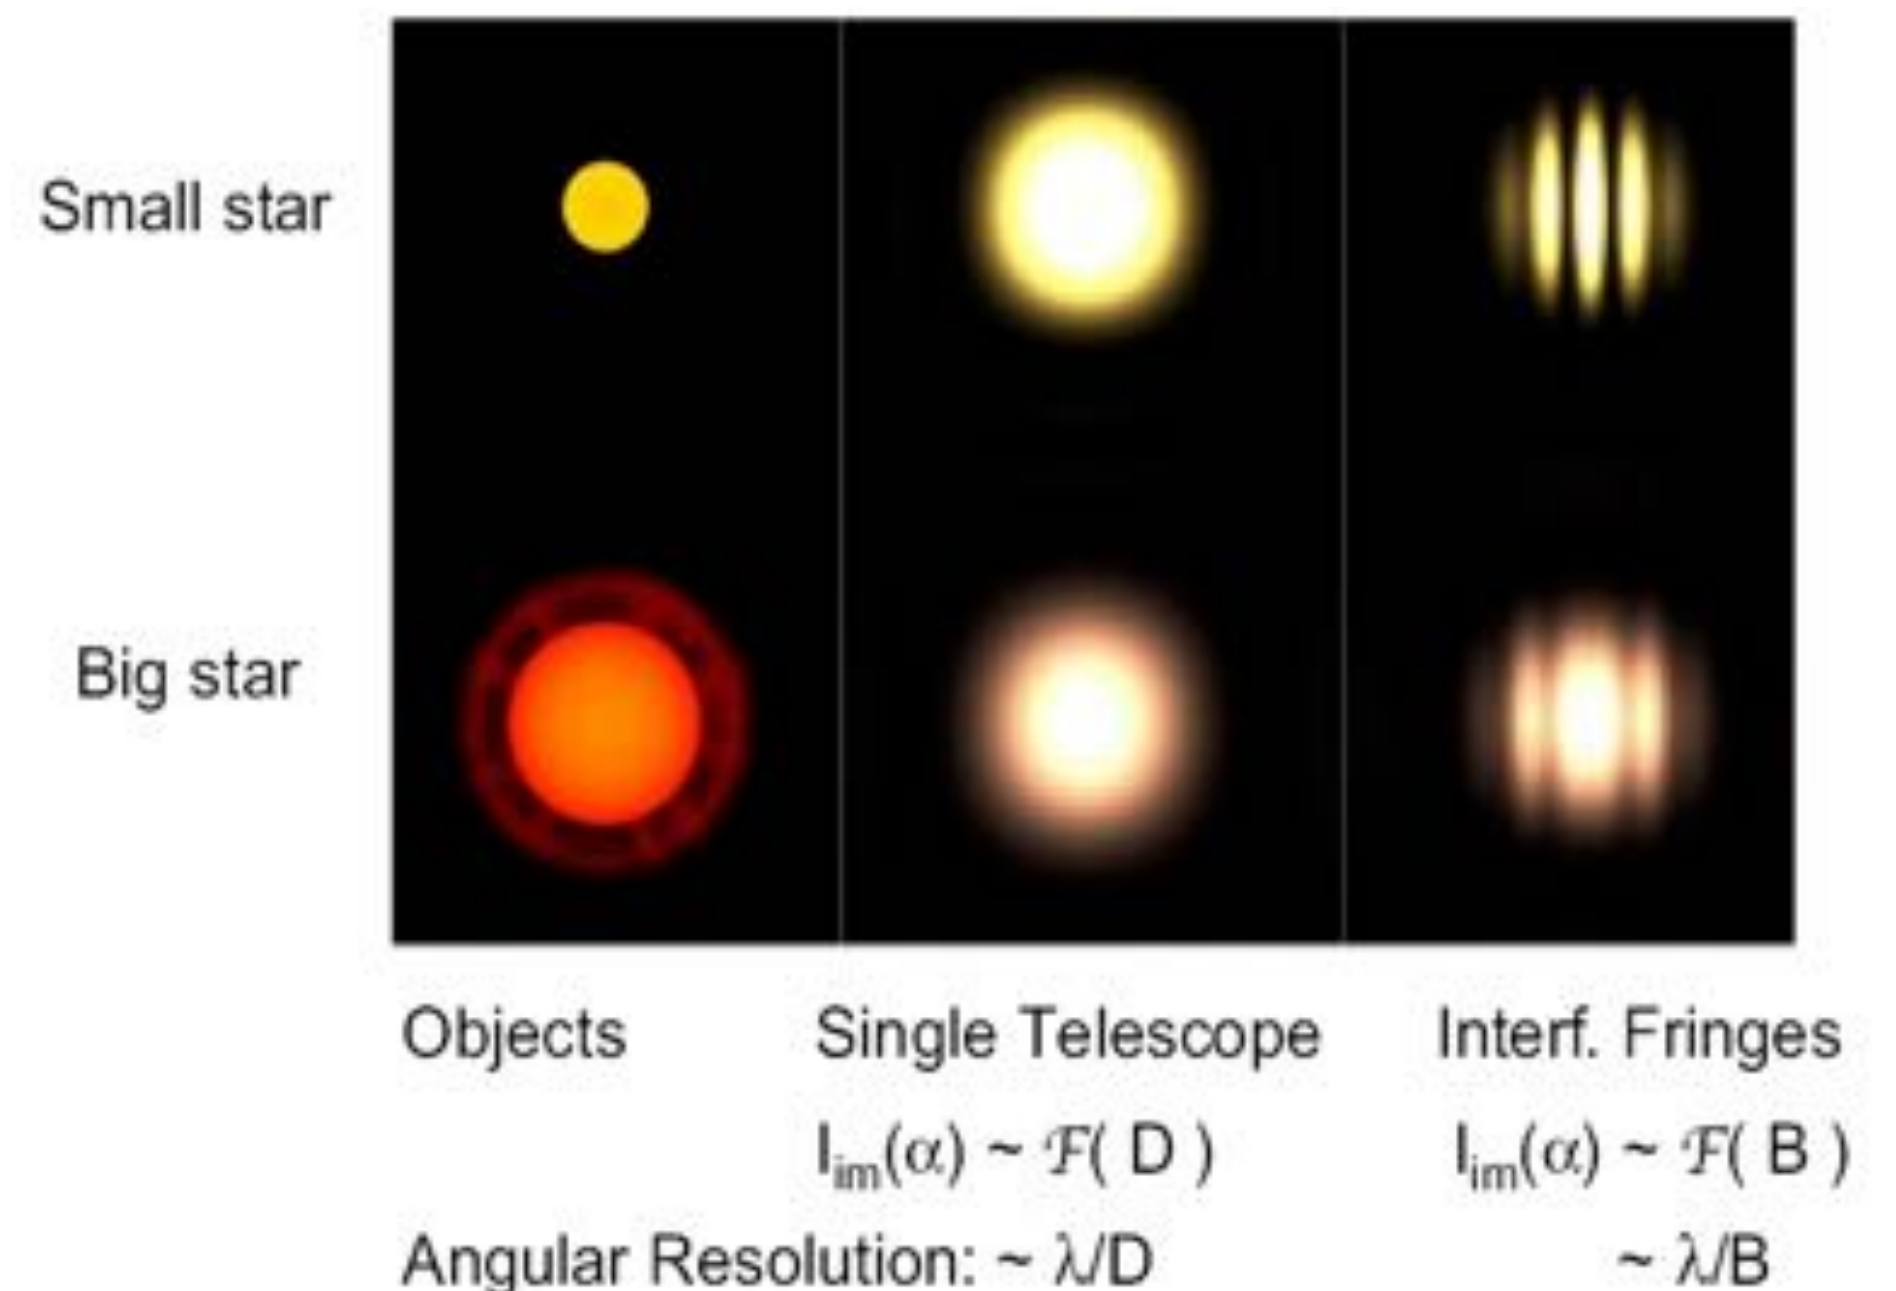 Small star
Big star
Objects Single Telescope Interf. Fringes
I_im(α) ~ ℱ( D ) I_im(α) ~ ℱ( B )
Angular Resolution: ~ λ/D ~ λ/B